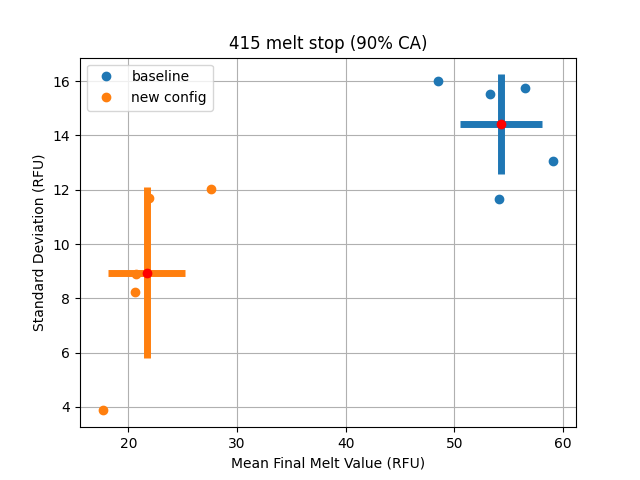 415 melt stop (90% CA)
baseline
new config
16
14
12
10
8
6
4
Standard Deviation (RFU)
20
30
40
50
60
Mean Final Melt Value (RFU)